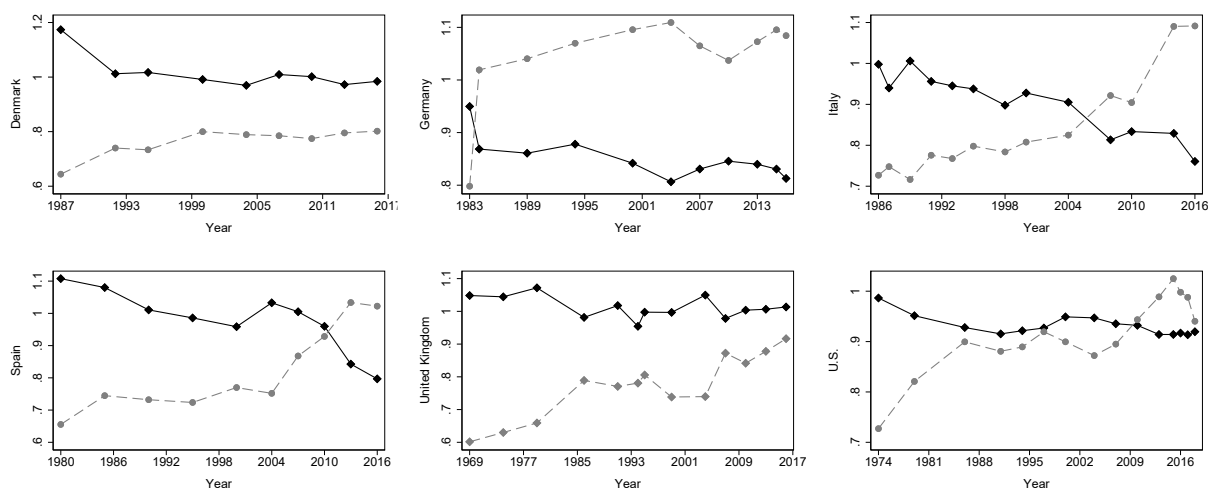 Denmark
1.2
1
.8
.6
1987 1993 1999 2005 2011 2017
Year
Germany
1.1
1
.9
.8
1983 1989 1995 2001 2007 2013
Year
Italy
1.1
1
.9
.8
.7
1986 1992 1998 2004 2010 2016
Year
Spain
1.1
1
.9
.8
.7
.6
1980 1986 1992 1998 2004 2010 2016
Year
United Kingdom
1.1
1
.9
.8
.7
.6
1969 1977 1985 1993 2001 2009 2017
Year
U.S.
1.1
1
.9
.8
.7
1974 1981 1988 1995 2002 2009 2016
Year